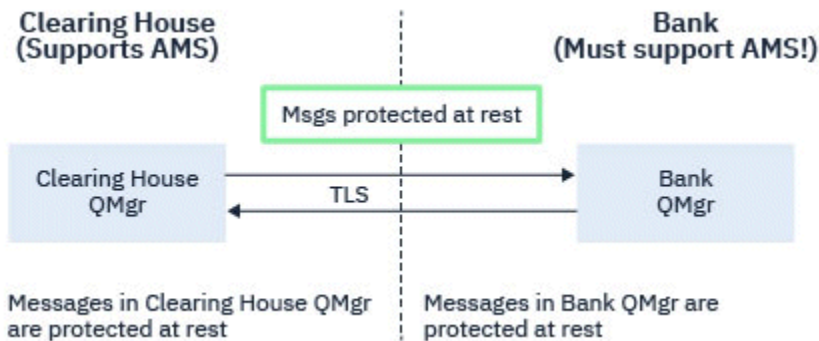 Clearing House
(Supports AMS)
Bank
(Must support AMS!)
Msgs protected at rest
Clearing House
QMgr
TLS
Bank
QMgr
Messages in Clearing House QMgr
are protected at rest
Messages in Bank QMgr are
protected at rest